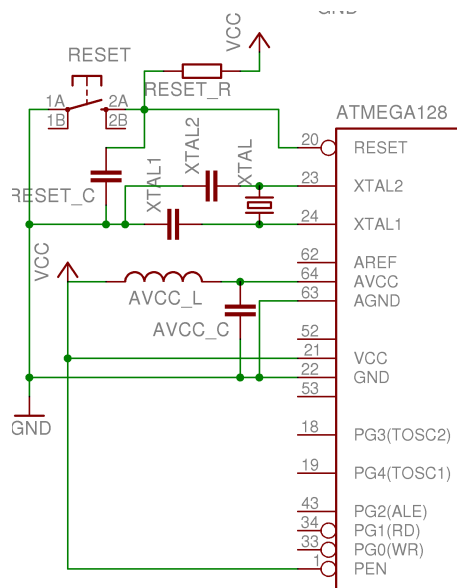 GND
VCC
RESET
1A 2A
1B 2B
RESET_R
ATMEGA128
XTAL2
XTAL
XTAL1
RESET_C
20 RESET
23 XTAL2
24 XTAL1
VCC
62 AREF
64 AVCC
63 AGND
AVCC_L
AVCC_C
52
21 VCC
22 GND
53
GND
18 PG3(TOSC2)
19 PG4(TOSC1)
43 PG2(ALE)
34 PG1(RD)
33 PG0(WR)
1 PEN